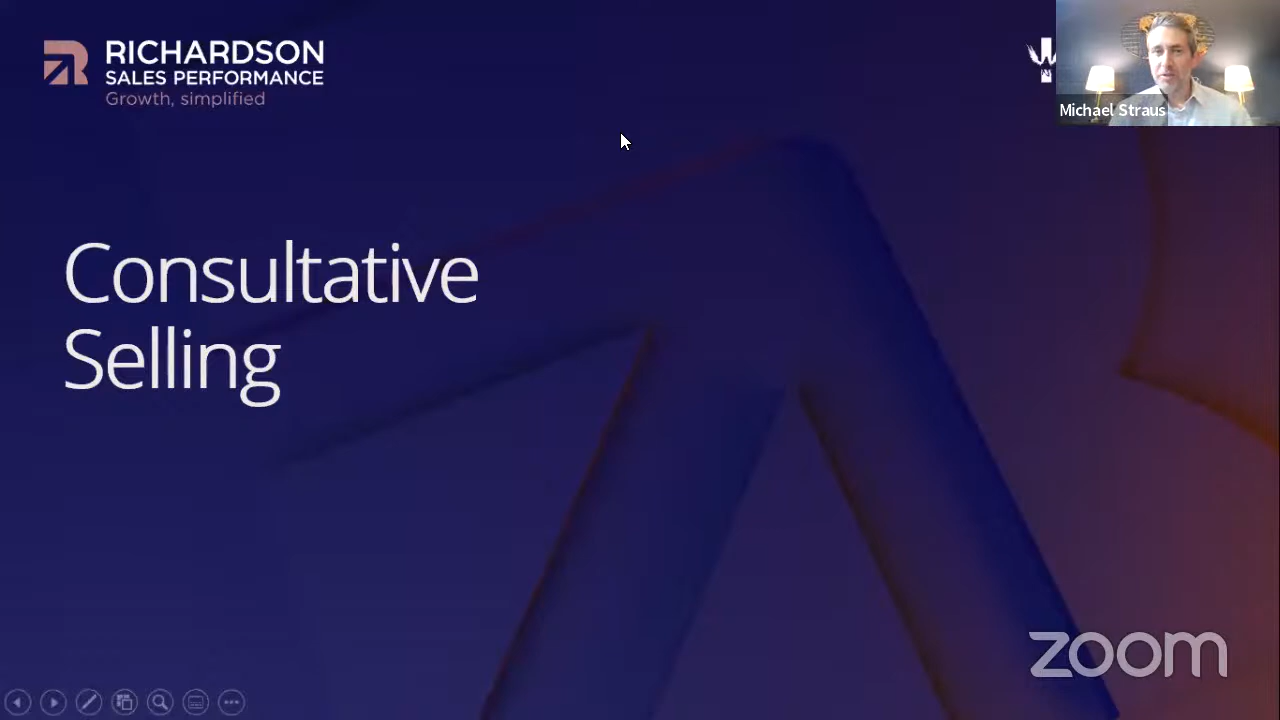 RICHARDSON
SALES PERFORMANCE
Growth, simplified
Michael Straus
Consultative
Selling
zoom